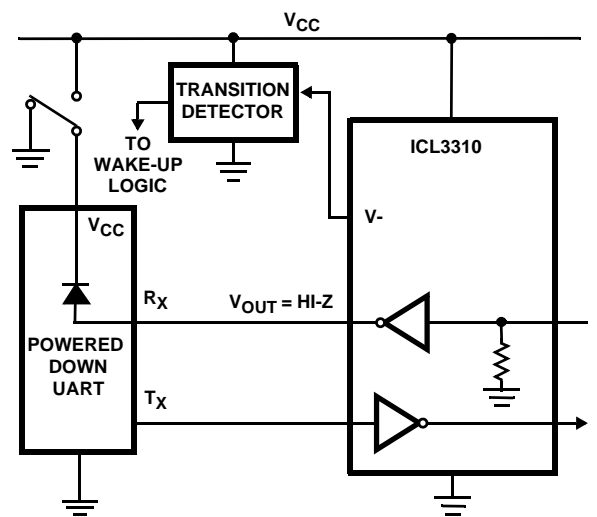 VCC
TRANSITION
DETECTOR
TO
WAKE-UP
LOGIC
ICL3310
V-
VCC
RX
VOUT = HI-Z
POWERED
DOWN
UART
TX